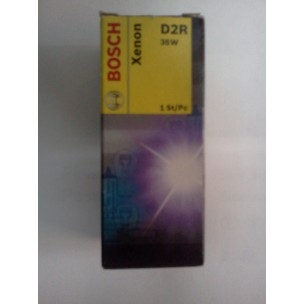 BOSCH
Xenon
D2R
35W
1 St/Pc